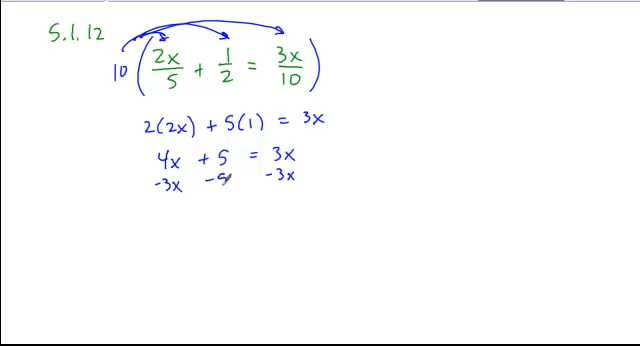 5.1.12
10 ( 2x/5 + 1/2 = 3x/10 )
2(2x) + 5(1) = 3x
4x + 5 = 3x
-3x -5 -3x